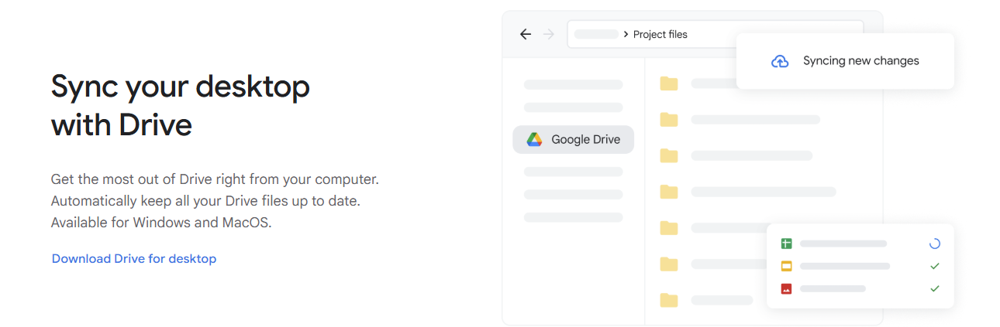 Sync your desktop
with Drive
Get the most out of Drive right from your computer.
Automatically keep all your Drive files up to date.
Available for Windows and MacOS.
Download Drive for desktop
Project files
Syncing new changes
Google Drive